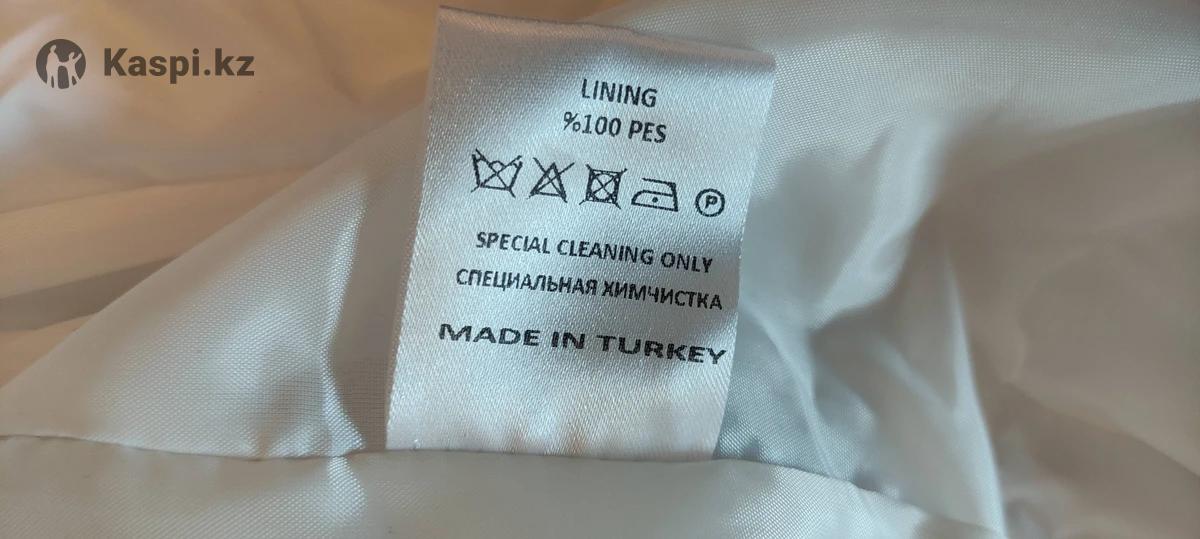 Kaspi.kz
LINING
%100 PES
P
SPECIAL CLEANING ONLY
СПЕЦИАЛЬНАЯ ХИМЧИСТКА
MADE IN TURKEY